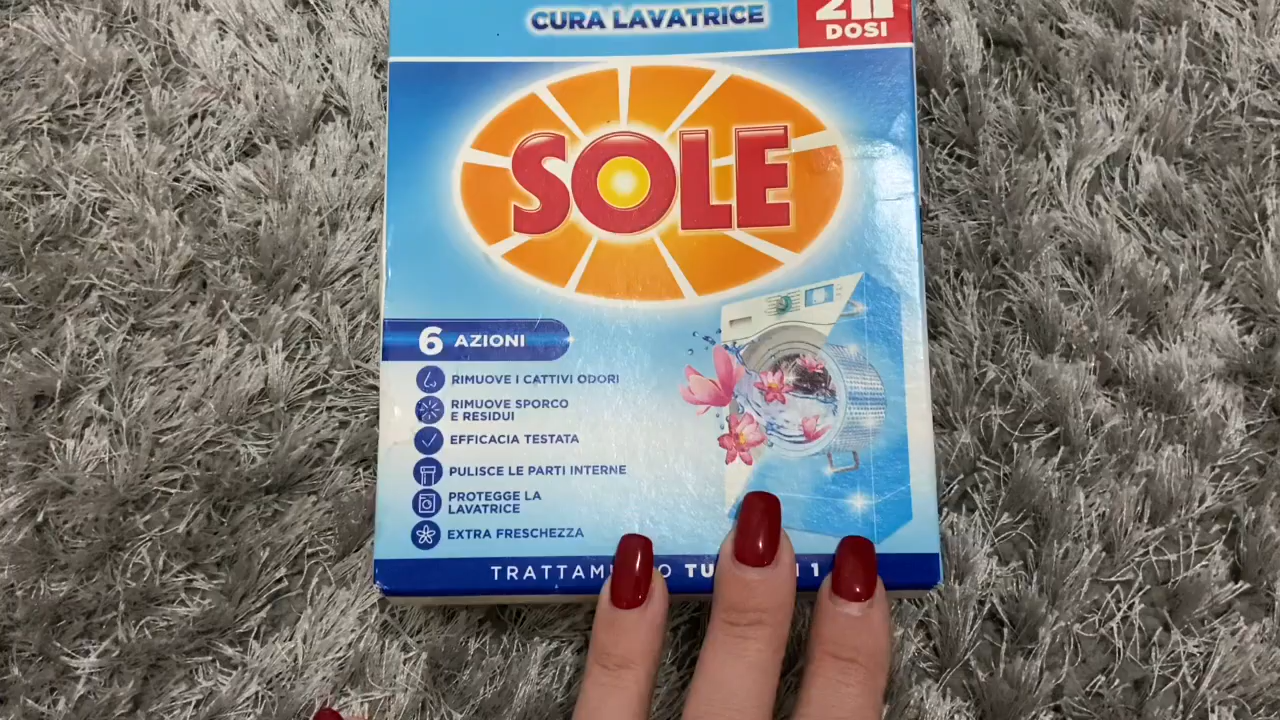 CURA LAVATRICE
DOSI
SOLE
6 AZIONI
RIMUOVE I CATTIVI ODORI
RIMUOVE SPORCO
E RESIDUI
EFFICACIA TESTATA
PULISCE LE PARTI INTERNE
PROTEGGE LA
LAVATRICE
EXTRA FRESCHEZZA
1